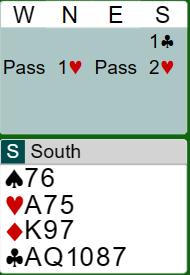 W N E S
1♣
Pass 1♥ Pass 2♥
S South
♠76
♥A75
♦K97
♣AQ1087